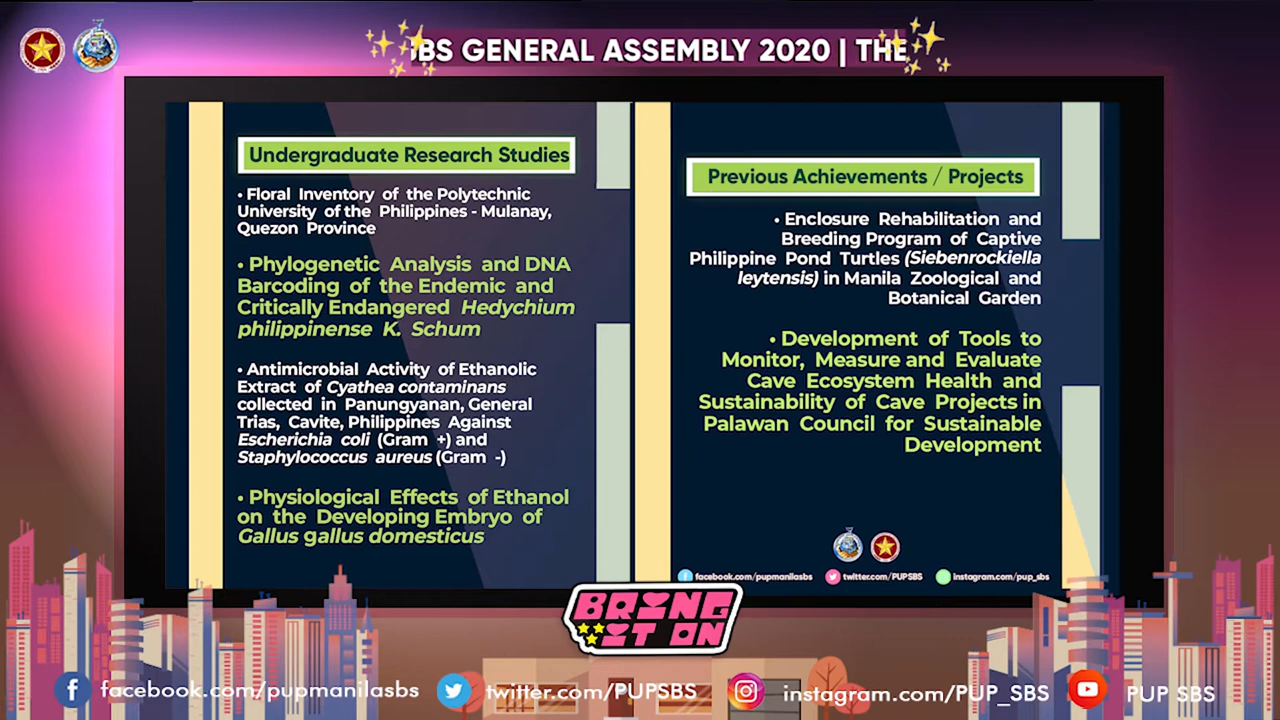 IBS GENERAL ASSEMBLY 2020 | THE
Undergraduate Research Studies
• Floral Inventory of the Polytechnic
University of the Philippines - Mulanay,
Quezon Province
• Phylogenetic Analysis and DNA
Barcoding of the Endemic and
Critically Endangered Hedychium
philippinense K. Schum
• Antimicrobial Activity of Ethanolic
Extract of Cyathea contaminans
collected in Panungyanan, General
Trias, Cavite, Philippines Against
Escherichia coli (Gram +) and
Staphylococcus aureus (Gram -)
• Physiological Effects of Ethanol
on the Developing Embryo of
Gallus gallus domesticus
Previous Achievements / Projects
• Enclosure Rehabilitation and
Breeding Program of Captive
Philippine Pond Turtles (Siebenrockiella
leytensis) in Manila Zoological and
Botanical Garden
• Development of Tools to
Monitor, Measure and Evaluate
Cave Ecosystem Health and
Sustainability of Cave Projects in
Palawan Council for Sustainable
Development
facebook.com/pupmanilasbs twitter.com/PUPSBS instagram.com/pup_sbs
BRING
IT ON
facebook.com/pupmanilasbs twitter.com/PUPSBS instagram.com/PUP_SBS PUP SBS